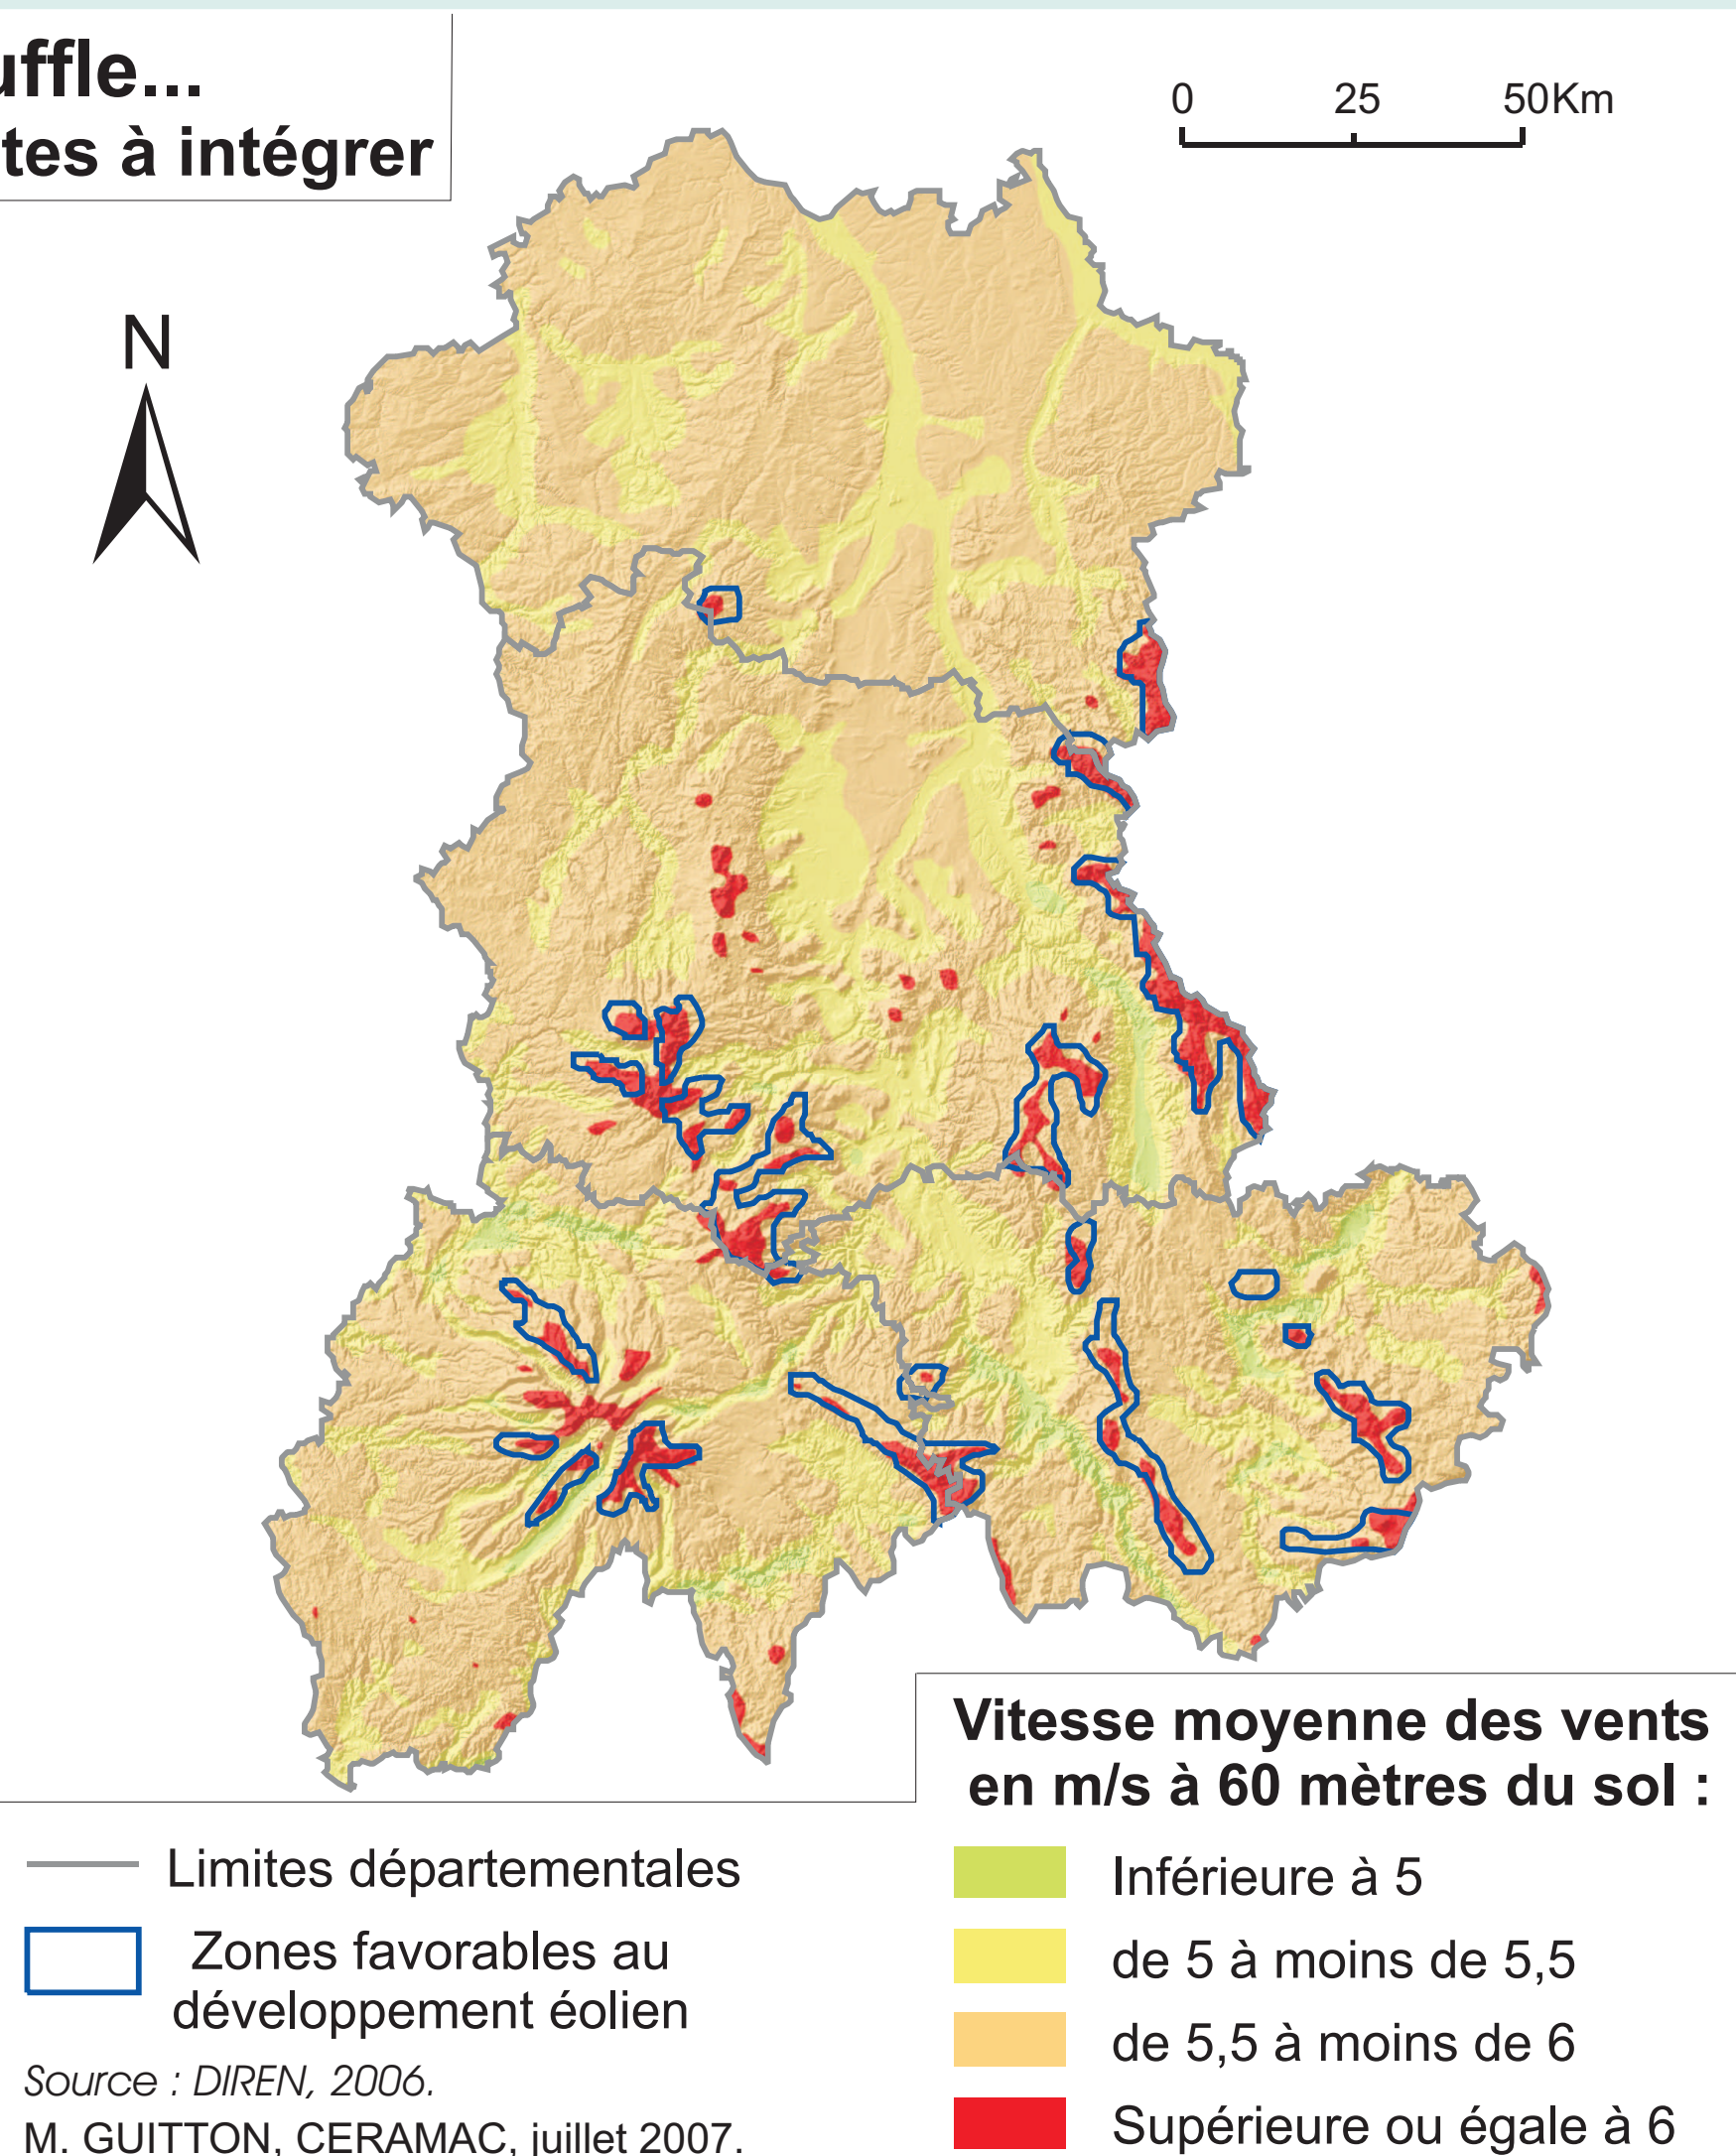 uffle...
tes à intégrer
0 25 50Km
N
Vitesse moyenne des vents
en m/s à 60 mètres du sol :
Limites départementales
Zones favorables au
développement éolien
Source : DIREN, 2006.
M. GUITTON, CERAMAC, juillet 2007.
Inférieure à 5
de 5 à moins de 5,5
de 5,5 à moins de 6
Supérieure ou égale à 6